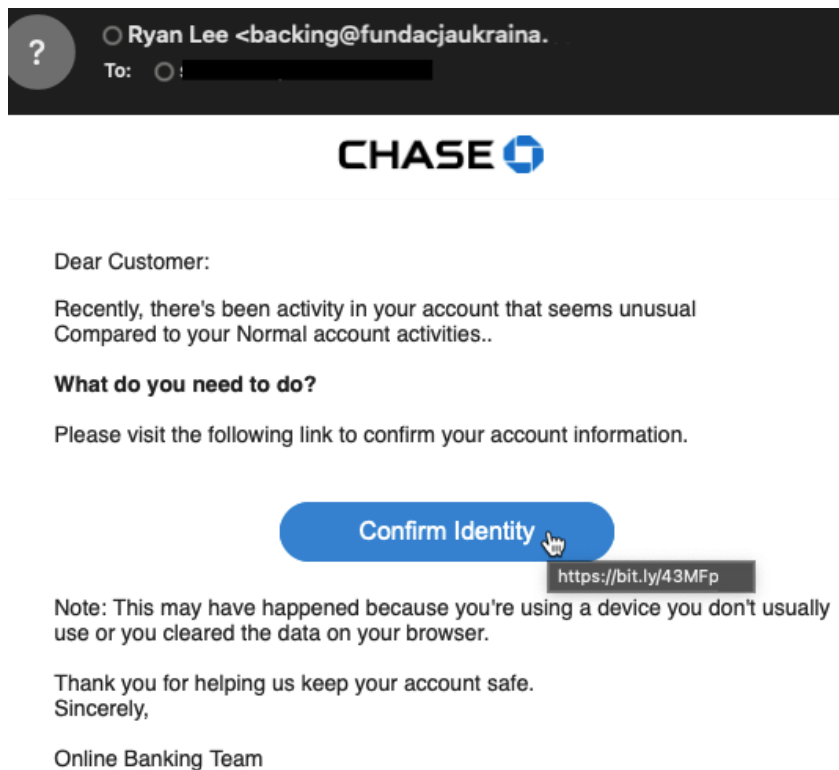 ?
Ryan Lee <backing@fundacjaukraina.
To:
CHASE
Dear Customer:
Recently, there's been activity in your account that seems unusual
Compared to your Normal account activities..
What do you need to do?
Please visit the following link to confirm your account information.
Confirm Identity
https://bit.ly/43MFp
Note: This may have happened because you're using a device you don't usually
use or you cleared the data on your browser.
Thank you for helping us keep your account safe.
Sincerely,
Online Banking Team